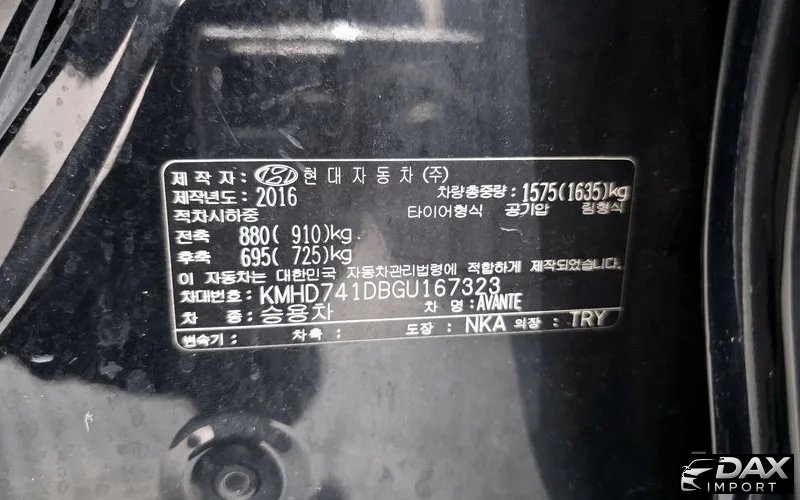 제 작 자: 현대자동차(주)
제작년도: 2016 차량총중량: 1575(1635)kg
적차시하중 타이어형식 공기압 림형식
전축 880( 910)kg
후축 695( 725)kg
이 자동차는 대한민국 자동차관리법령에 적합하게 제작되었습니다.
차대번호: KMHD741DBGU167323
차 종: 승용차 차 명:AVANTE
변속기: 차축: 도장: NKA 의장: TRY
DAX
IMPORT